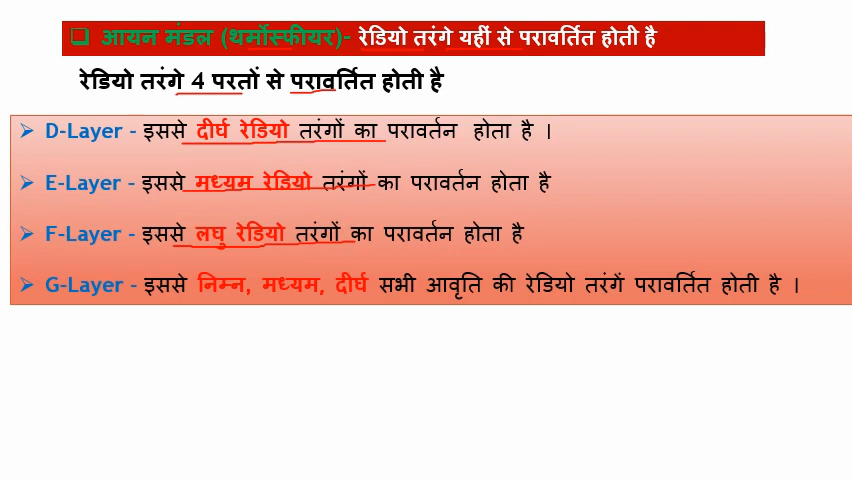 ❑ आयन मंडल (थर्मोस्फीयर)- रेडियो तरंगे यहीं से परावर्तित होती है
रेडियो तरंगे 4 परतों से परावर्तित होती है
➢ D-Layer - इससे दीर्घ रेडियो तरंगों का परावर्तन होता है ।
➢ E-Layer - इससे मध्यम रेडियो तरंगों का परावर्तन होता है
➢ F-Layer - इससे लघु रेडियो तरंगों का परावर्तन होता है
➢ G-Layer - इससे निम्न, मध्यम, दीर्घ सभी आवृति की रेडियो तरंगें परावर्तित होती है ।